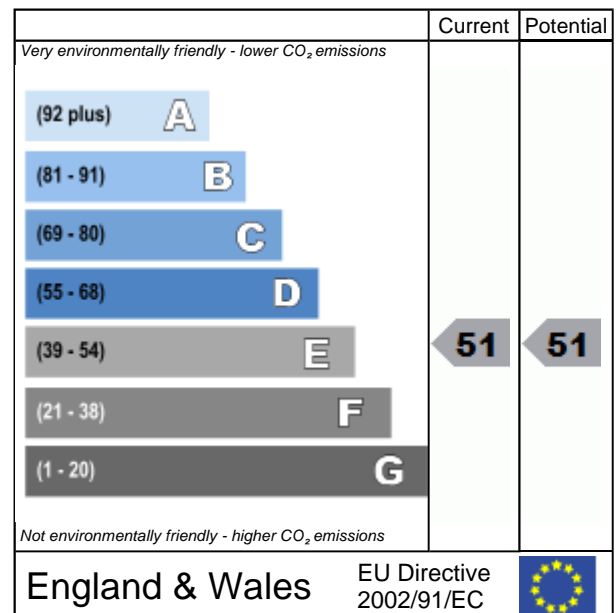 Current Potential
Very environmentally friendly - lower CO₂ emissions
(92 plus) A
(81 - 91) B
(69 - 80) C
(55 - 68) D
(39 - 54) E 51 51
(21 - 38) F
(1 - 20) G
Not environmentally friendly - higher CO₂ emissions
England & Wales
EU Directive
2002/91/EC